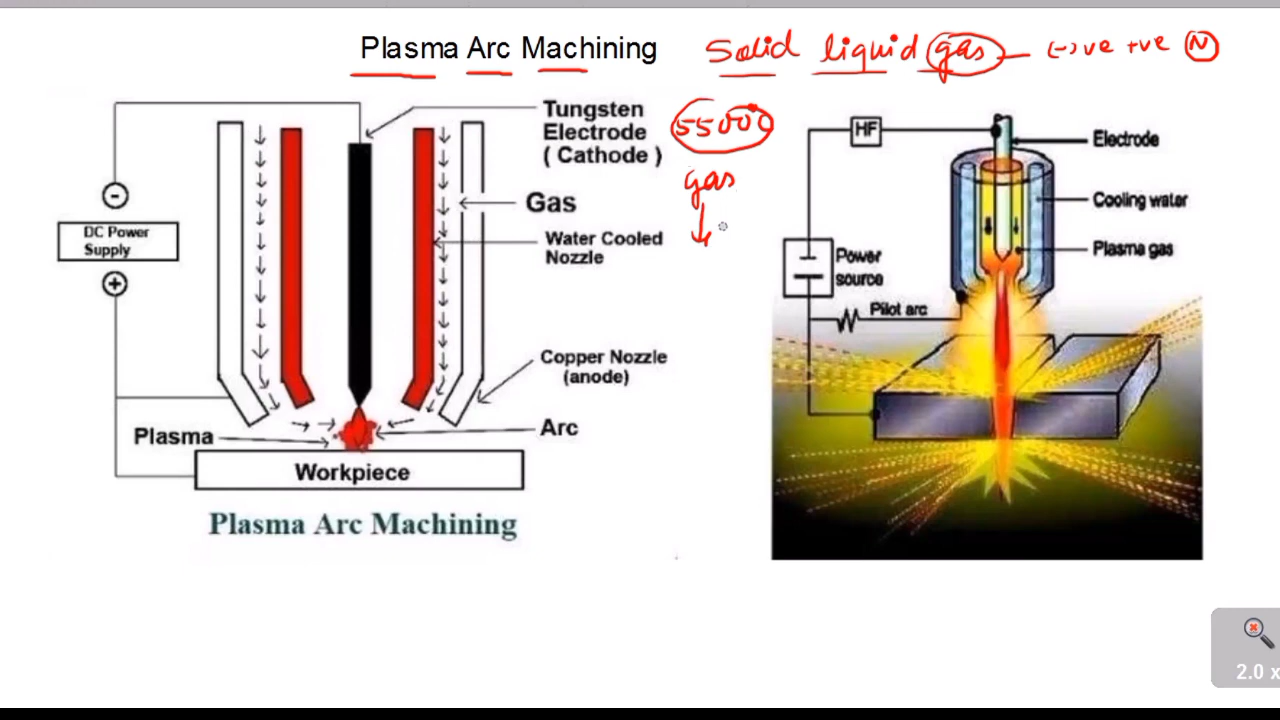 Plasma Arc Machining Solid liquid gas – (-)ve +ve N
Tungsten
Electrode
( Cathode )
55000
gas
Gas
DC Power
Supply
-
+
Water Cooled
Nozzle
Copper Nozzle
(anode)
Plasma
Arc
Workpiece
Plasma Arc Machining
HF
Electrode
Cooling water
Plasma gas
Power
source
Pilot arc
2.0 x